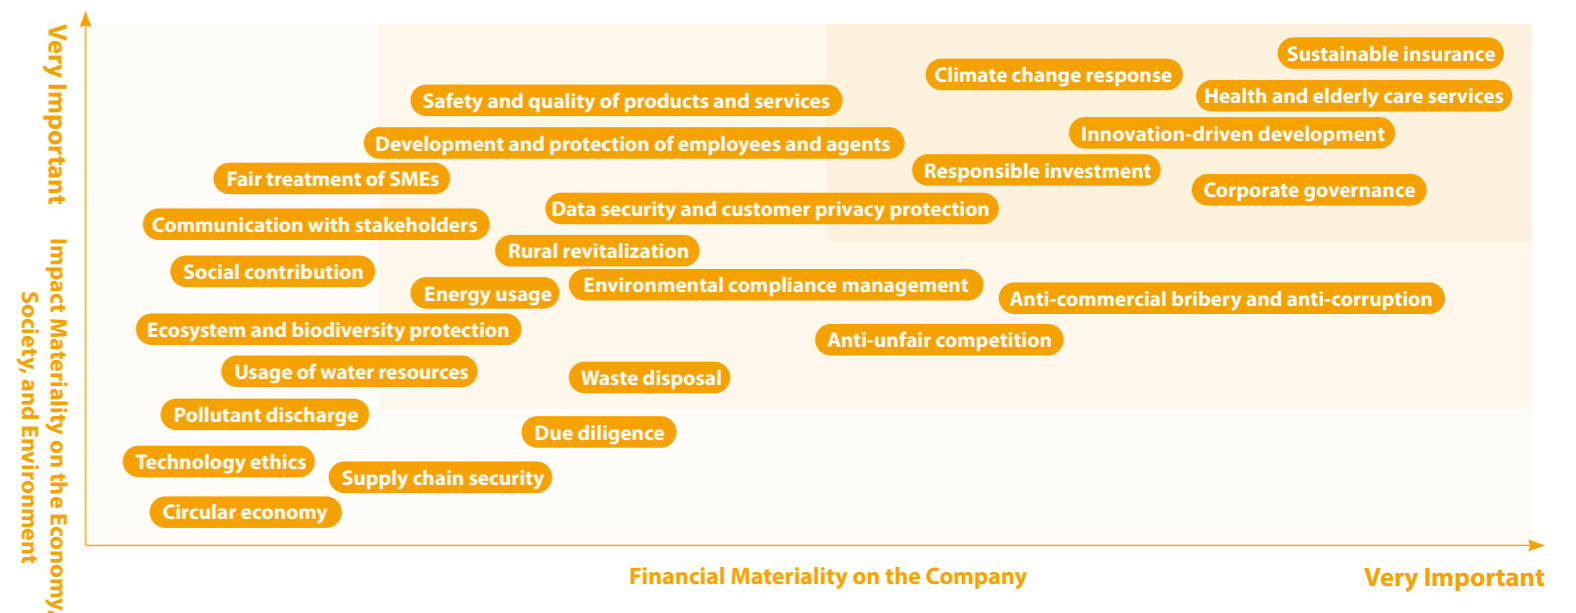 Very Important
Impact Materiality on the Economy,
Society, and Environment
Sustainable insurance
Climate change response
Health and elderly care services
Safety and quality of products and services
Innovation-driven development
Development and protection of employees and agents
Responsible investment
Fair treatment of SMEs
Corporate governance
Data security and customer privacy protection
Communication with stakeholders
Rural revitalization
Social contribution
Environmental compliance management
Energy usage
Anti-commercial bribery and anti-corruption
Ecosystem and biodiversity protection
Anti-unfair competition
Usage of water resources
Waste disposal
Pollutant discharge
Due diligence
Technology ethics
Supply chain security
Circular economy
Financial Materiality on the Company
Very Important